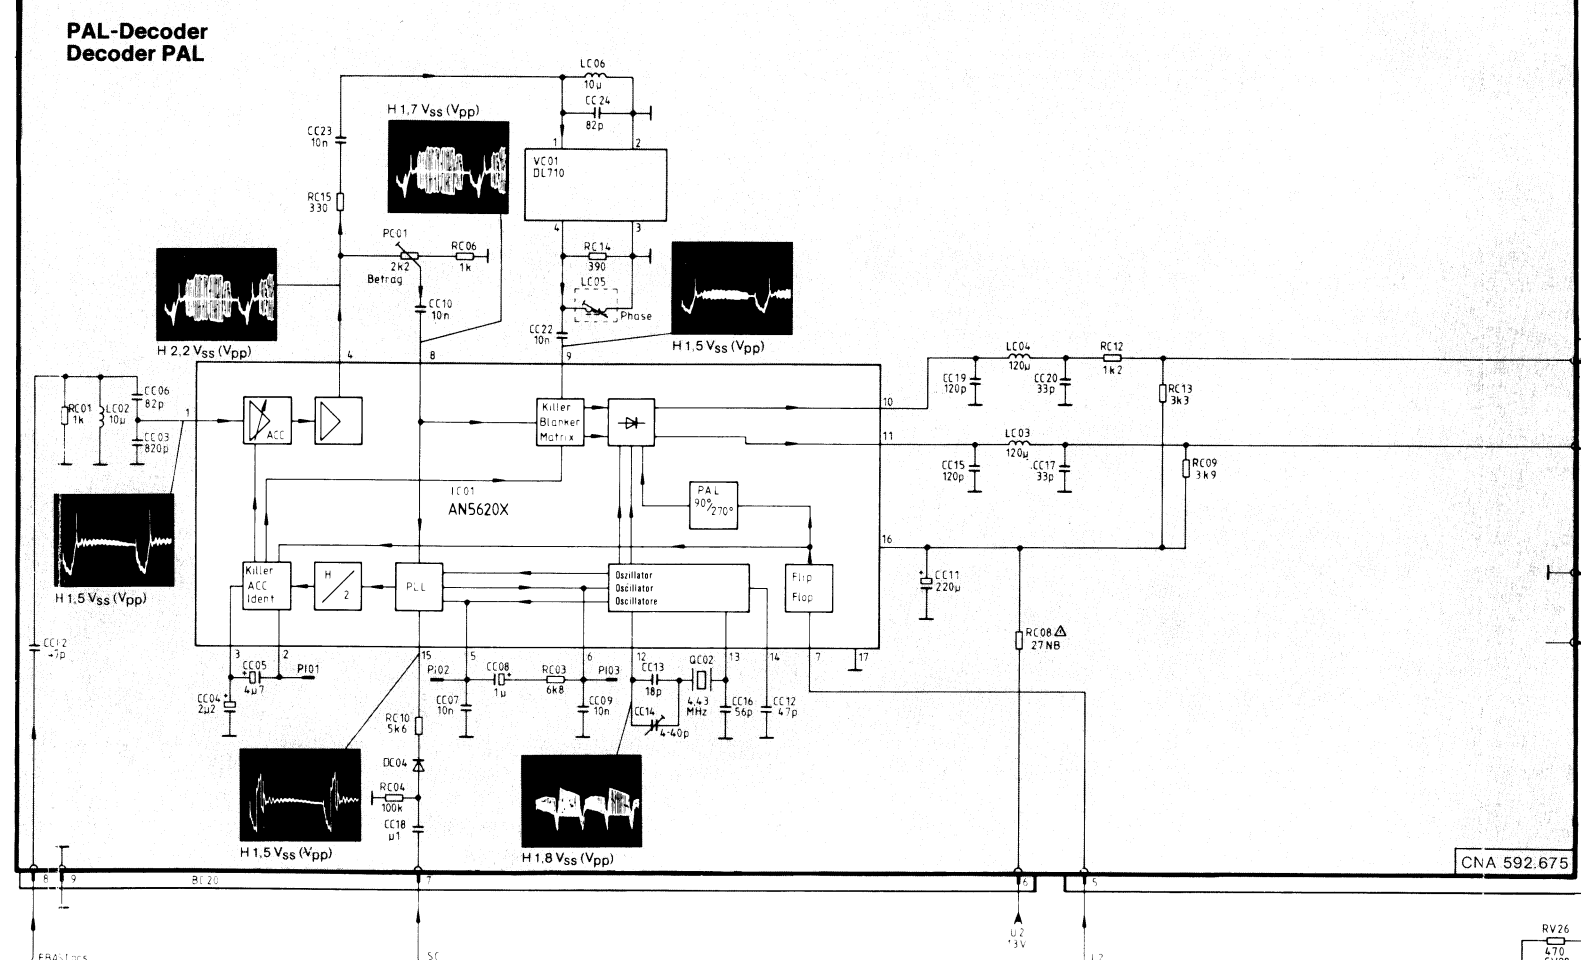 PAL-Decoder
Decoder PAL
LC06
10µ
CC24
82p
H 1,7 Vss (Vpp)
CC23
10n
1
2
VC01
DL710
RC15
330
4
3
PC01
2k2
Betrag
RC06
1k
RC14
390
LC05
Phase
CC10
10n
CC22
10n
H 2,2 Vss (Vpp)
H 1,5 Vss (Vpp)
4
8
9
LC04
120µ
RC12
1k2
CC19
120p
CC20
33p
RC13
3k3
CC06
82p
RC01
1k
LC02
10µ
CC03
820p
1
ACC
Killer
Blanker
Matrix
10
11
LC03
120µ
CC15
120p
CC17
33p
RC09
3k9
IC01
AN5620X
PAL
90°/270°
16
H 1,5 Vss (Vpp)
Killer
ACC
Ident
H/2
PLL
Oszillator
Oscillator
Oscillatore
Flip
Flop
CC11
220µ
RC08
27NB
3
2
15
5
6
12
13
14
7
17
CC05
4µ7
PI01
CC04
2µ2
PI02
CC08
1µ
RC03
6k8
PI03
CC07
10n
CC09
10n
CC13
18p
QC02
4,43
MHz
CC14
4-40p
CC16
56p
CC12
47p
RC10
5k6
DC04
RC04
100k
CC18
µ1
H 1,5 Vss (Vpp)
H 1,8 Vss (Vpp)
CNA 592.675
8
9
BC20
7
6
5
U2
SC
RV26
470